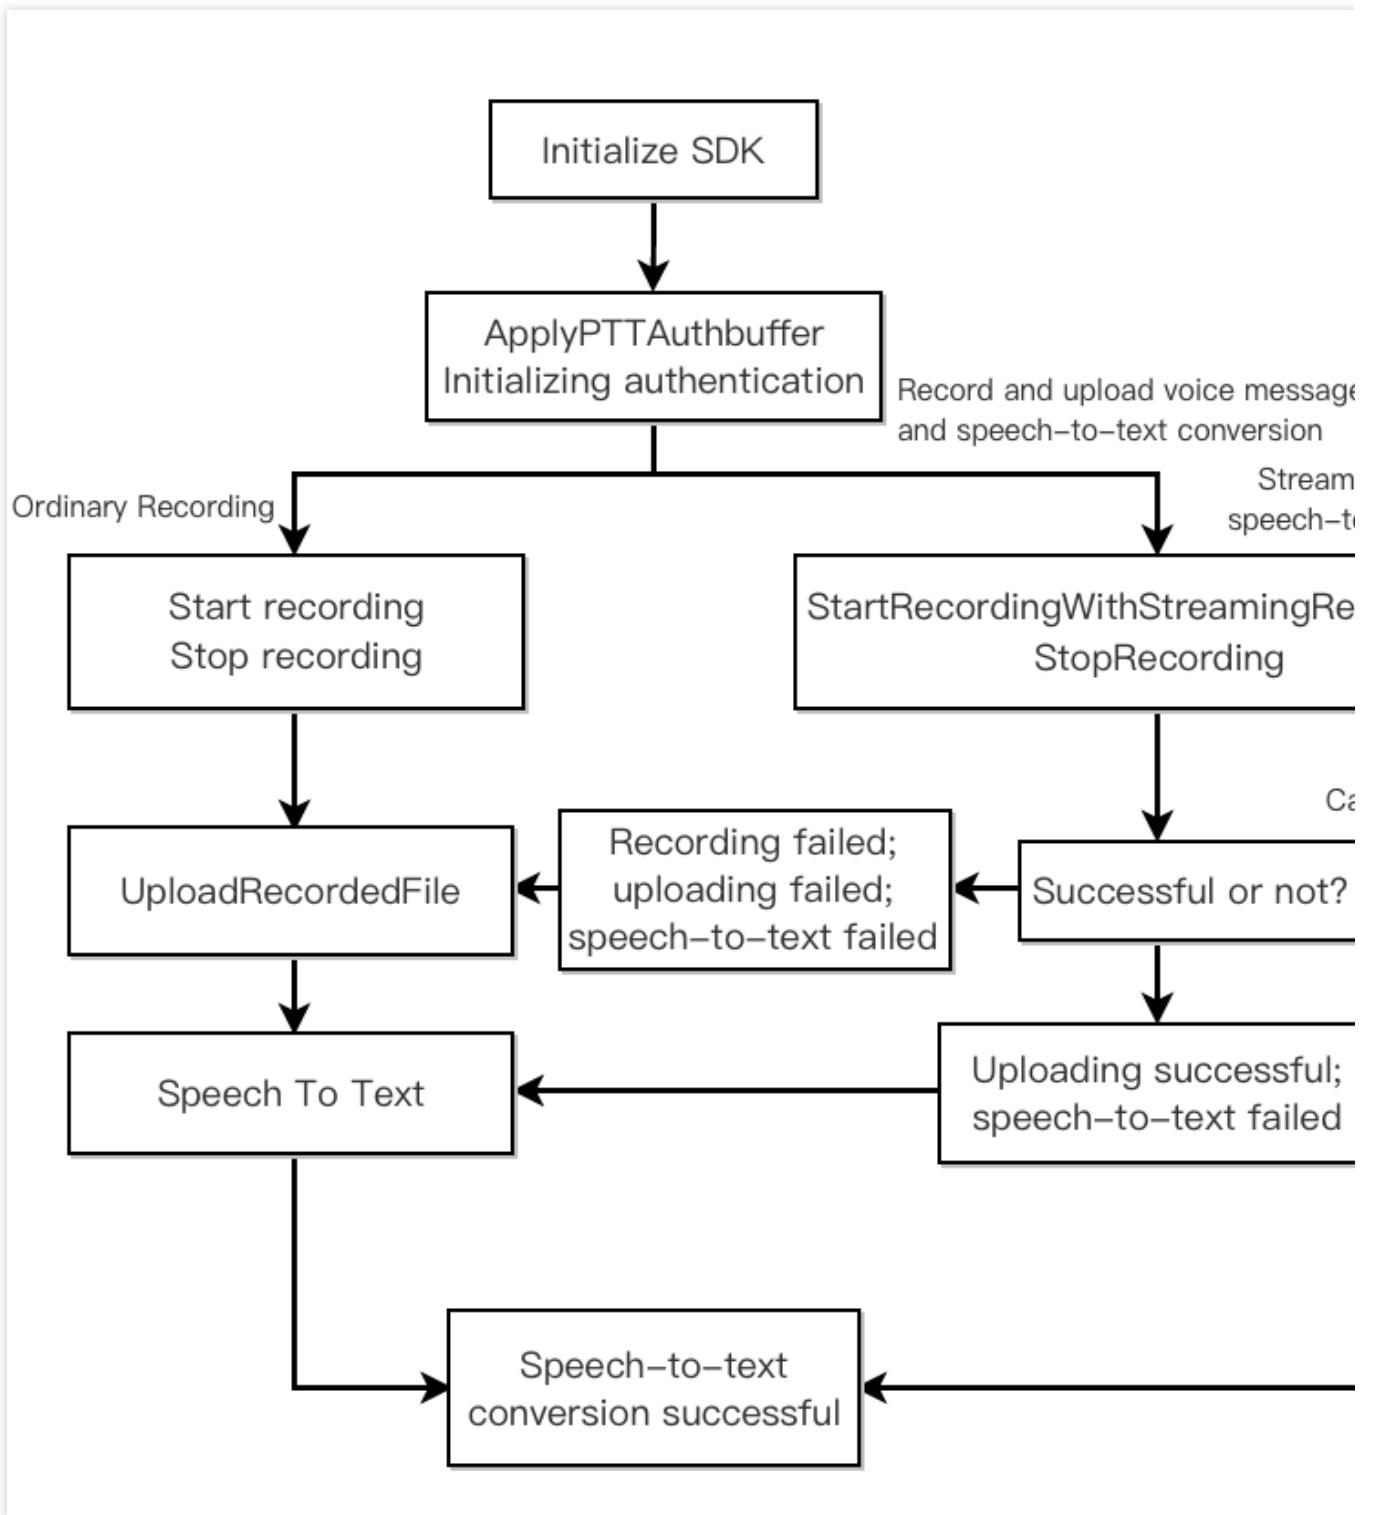 Initialize SDK
ApplyPTTAuthbuffer
Initializing authentication
Record and upload voice message
and speech-to-text conversion
Stream
Ordinary Recording
Start recording
Stop recording
StopRecording
Recording failed;
uploading failed;
speech-to-text failed
UploadRecordedFile
Successful or not?
Uploading successful;
speech-to-text failed
Speech To Text
Speech-to-text
conversion successful